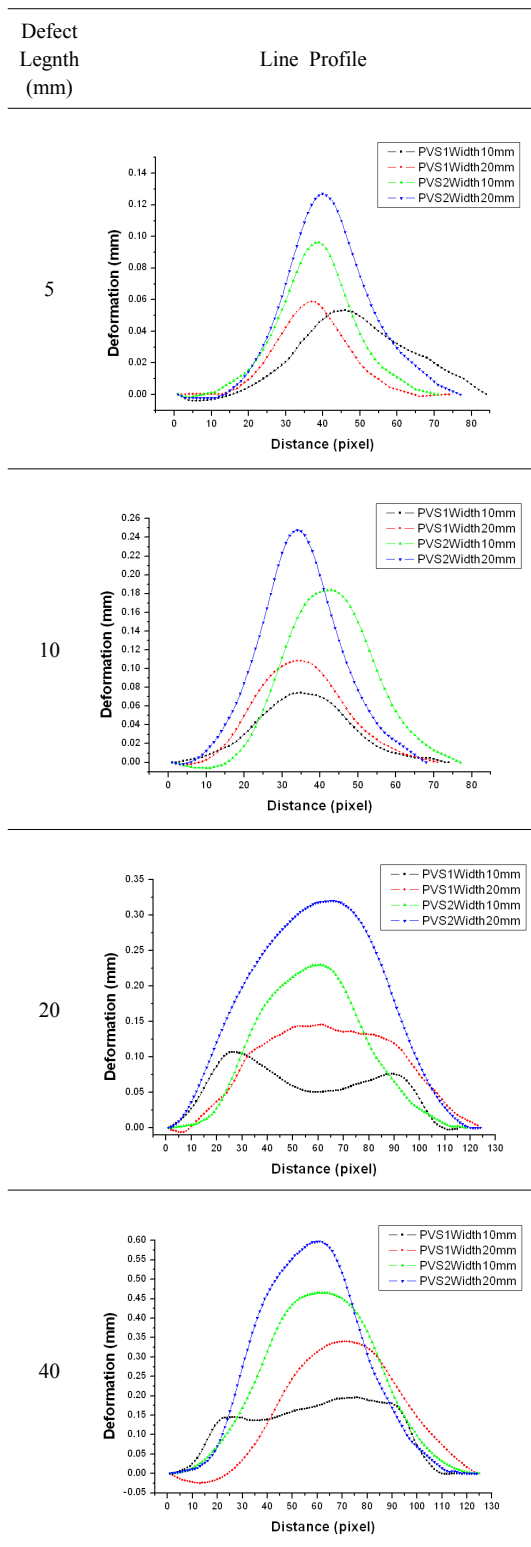 Defect
Legnth
(mm)
Line Profile
5
PVS1Width10mm
PVS1Width20mm
PVS2Width10mm
PVS2Width20mm
0.14
0.12
0.10
0.08
0.06
0.04
0.02
0.00
Deformation (mm)
0 10 20 30 40 50 60 70 80
Distance (pixel)
10
PVS1Width10mm
PVS1Width20mm
PVS2Width10mm
PVS2Width20mm
0.26
0.24
0.22
0.20
0.18
0.16
0.14
0.12
0.10
0.08
0.06
0.04
0.02
0.00
Deformation (mm)
0 10 20 30 40 50 60 70 80
Distance (pixel)
20
PVS1Width10mm
PVS1Width20mm
PVS2Width10mm
PVS2Width20mm
0.35
0.30
0.25
0.20
0.15
0.10
0.05
0.00
Deformation (mm)
0 10 20 30 40 50 60 70 80 90 100 110 120 130
Distance (pixel)
40
PVS1Width10mm
PVS1Width20mm
PVS2Width10mm
PVS2Width20mm
0.60
0.55
0.50
0.45
0.40
0.35
0.30
0.25
0.20
0.15
0.10
0.05
0.00
-0.05
Deformation (mm)
0 10 20 30 40 50 60 70 80 90 100 110 120 130
Distance (pixel)